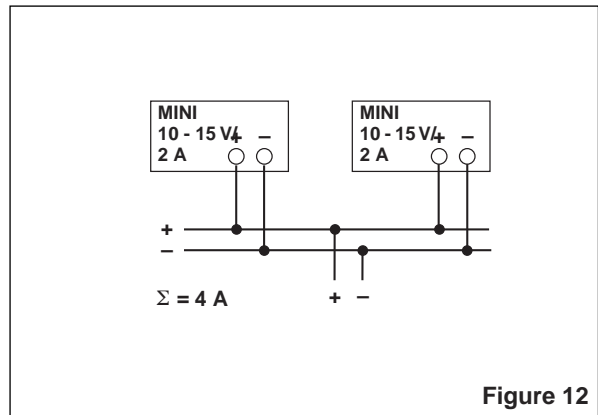 MINI
10 - 15 V/
2 A
+ −
MINI
10 - 15 V/
2 A
+ −
+
−
Σ = 4 A
+ −
Figure 12